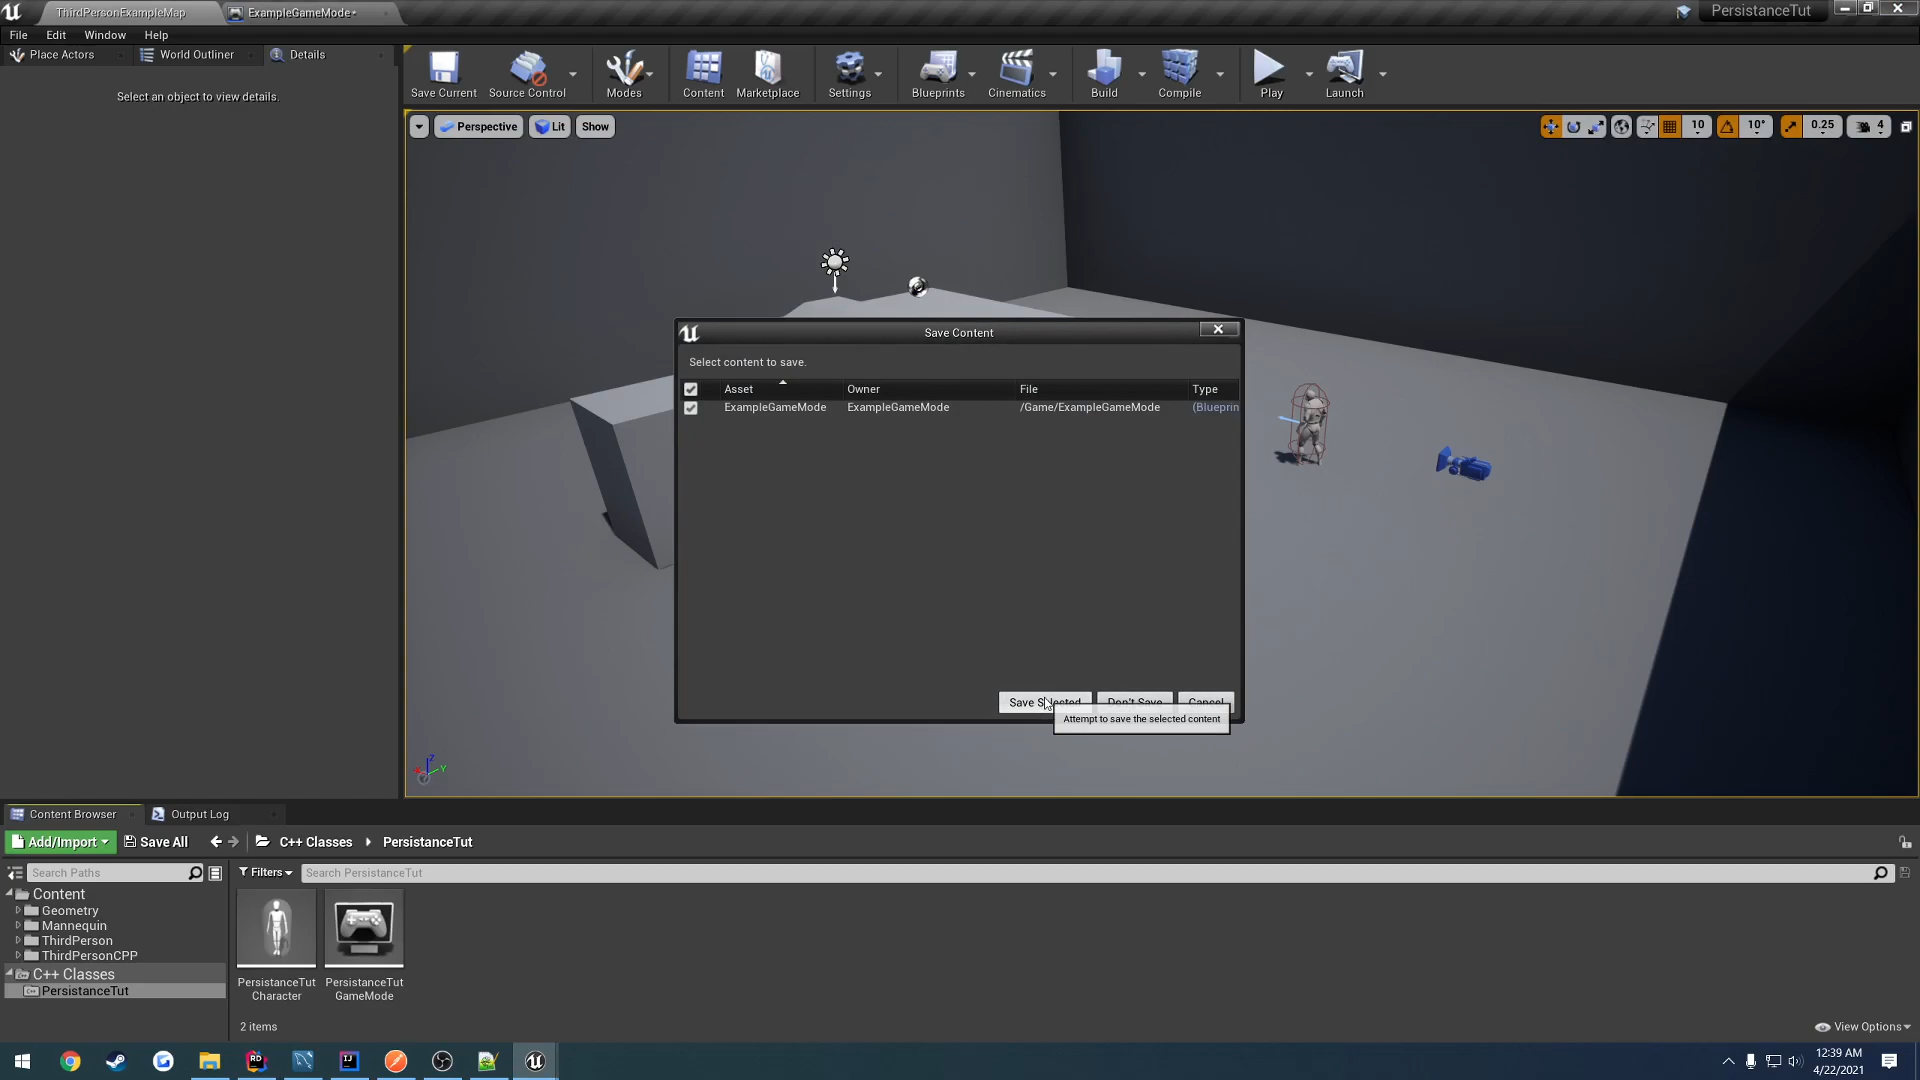 ThirdPersonExampleMap
ExampleGameMode*
PersistanceTut
File Edit Window Help
Place Actors
World Outliner
Details
Select an object to view details.
Save Current
Source Control
Modes
Content
Marketplace
Settings
Blueprints
Cinematics
Build
Compile
Play
Launch
Perspective
Lit
Show
10
10°
0.25
4
Save Content
Select content to save.
Asset Owner File Type
ExampleGameMode ExampleGameMode /Game/ExampleGameMode (Blueprin
Save Selected Don't Save Cancel
Attempt to save the selected content
Z
X
Y
Content Browser
Output Log
Add/Import
Save All
C++ Classes
PersistanceTut
Search Paths
Filters
Search PersistanceTut
Content
Geometry
Mannequin
ThirdPerson
ThirdPersonCPP
C++ Classes
PersistanceTut
PersistanceTut
Character
PersistanceTut
GameMode
2 items
View Options
RD
IJ
12:39 AM
4/22/2021